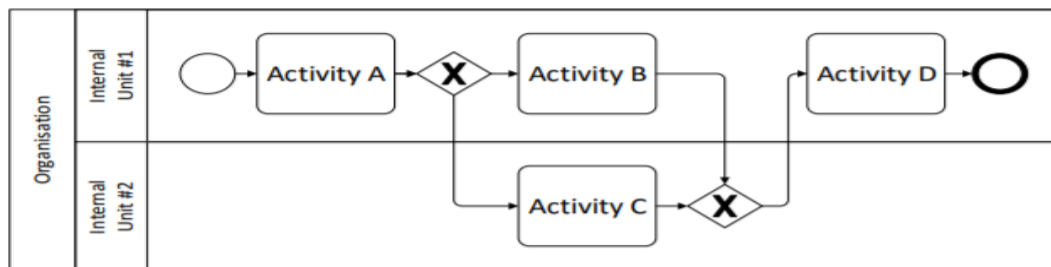 Organisation
Internal
Unit #1
Activity A
X
Activity B
Activity D
Internal
Unit #2
Activity C
X